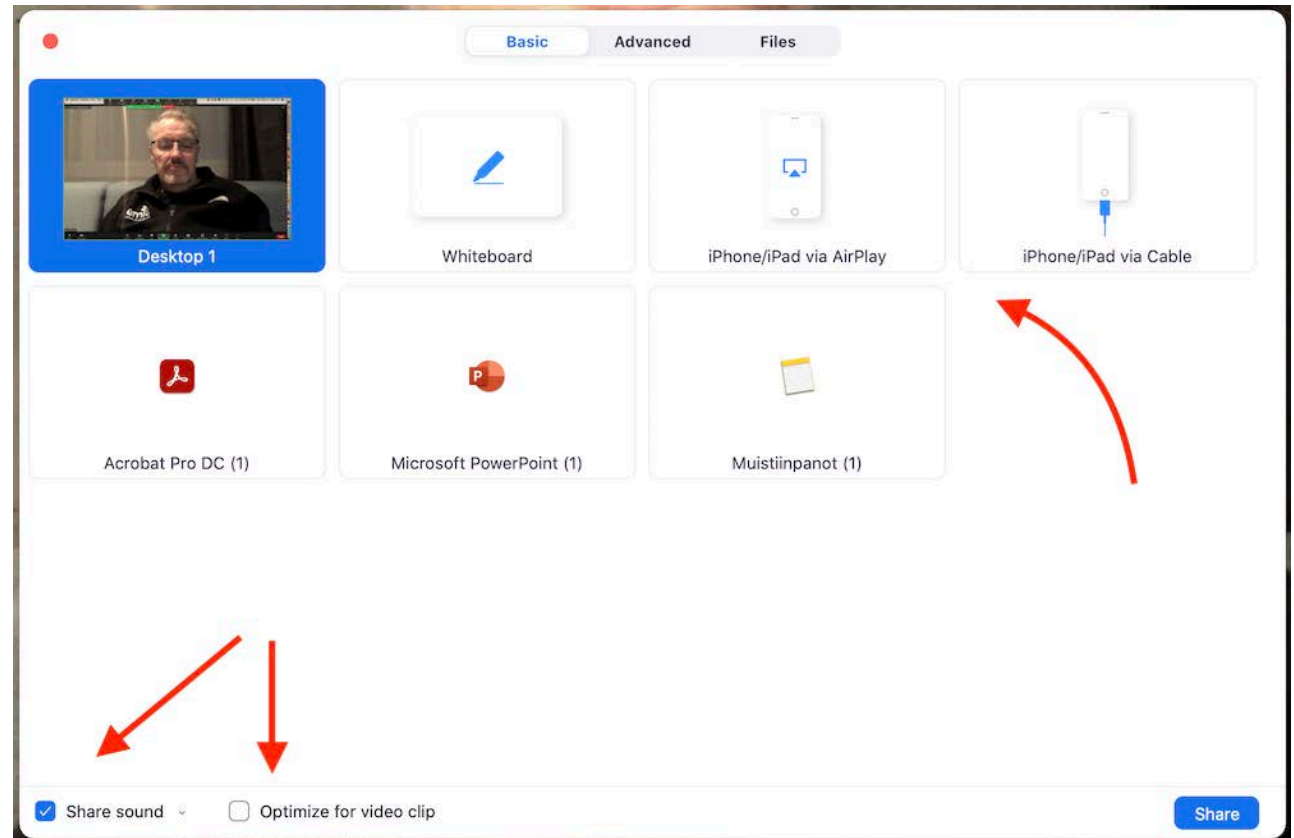 Basic Advanced Files
Desktop 1 Whiteboard iPhone/iPad via AirPlay iPhone/iPad via Cable
Acrobat Pro DC (1) Microsoft PowerPoint (1) Muistiinpanot (1)
Share sound Optimize for video clip Share